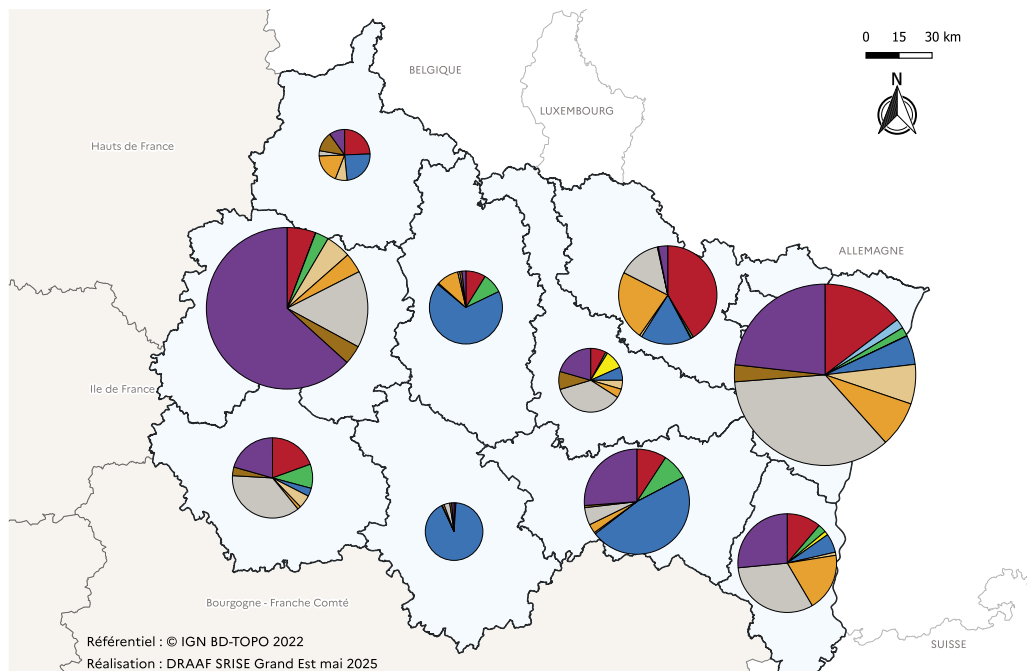 0 15 30 km
N
BELGIQUE
LUXEMBOURG
Hauts de France
ALLEMAGNE
Ile de France
Bourgogne - Franche Comté
SUISSE
Référentiel : © IGN BD-TOPO 2022
Réalisation : DRAAF SRISE Grand Est mai 2025